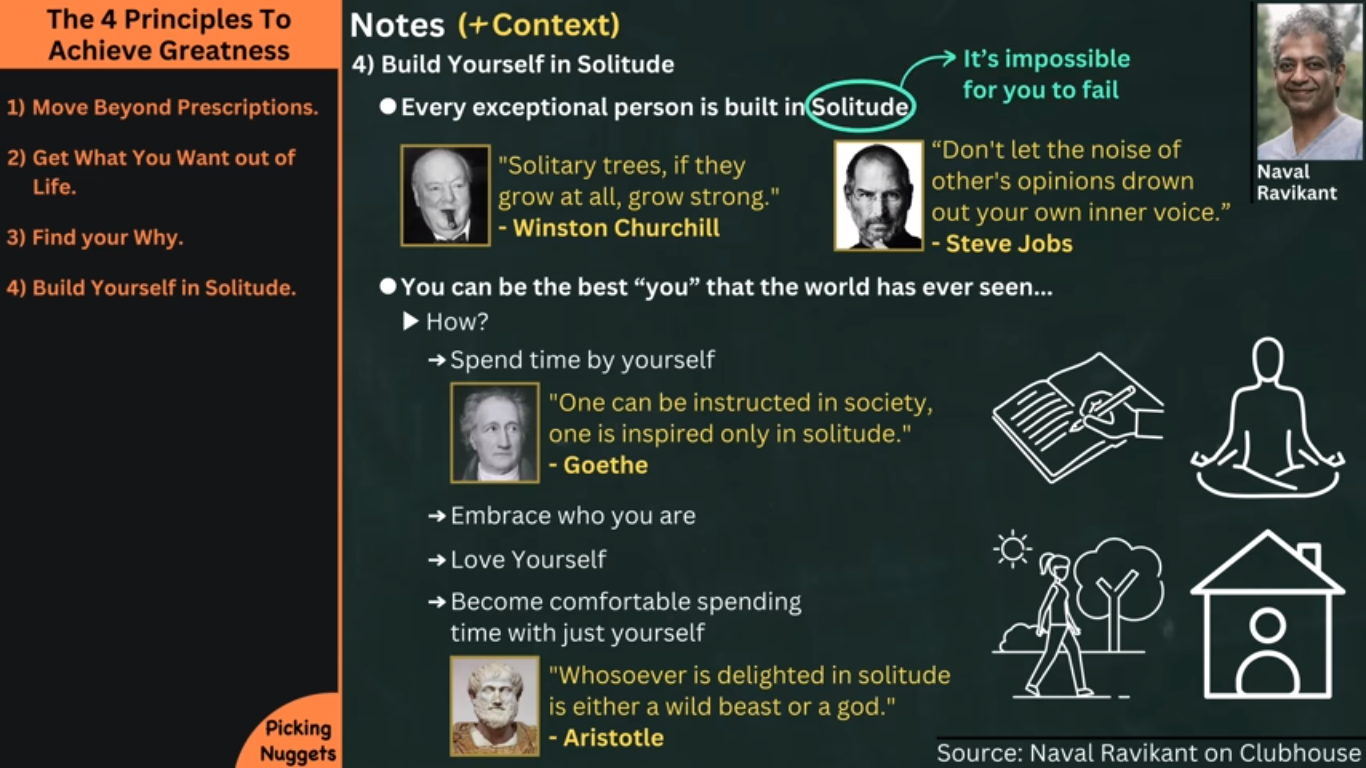 The 4 Principles To
Achieve Greatness
1) Move Beyond Prescriptions.
2) Get What You Want out of
Life.
3) Find your Why.
4) Build Yourself in Solitude.
Picking
Nuggets
Notes (+Context)
4) Build Yourself in Solitude
● Every exceptional person is built in Solitude
It's impossible
for you to fail
"Solitary trees, if they
grow at all, grow strong."
- Winston Churchill
“Don't let the noise of
other's opinions drown
out your own inner voice.”
- Steve Jobs
Naval
Ravikant
● You can be the best “you” that the world has ever seen...
▶ How?
➔ Spend time by yourself
"One can be instructed in society,
one is inspired only in solitude."
- Goethe
➔ Embrace who you are
➔ Love Yourself
➔ Become comfortable spending
time with just yourself
"Whosoever is delighted in solitude
is either a wild beast or a god."
- Aristotle
Source: Naval Ravikant on Clubhouse